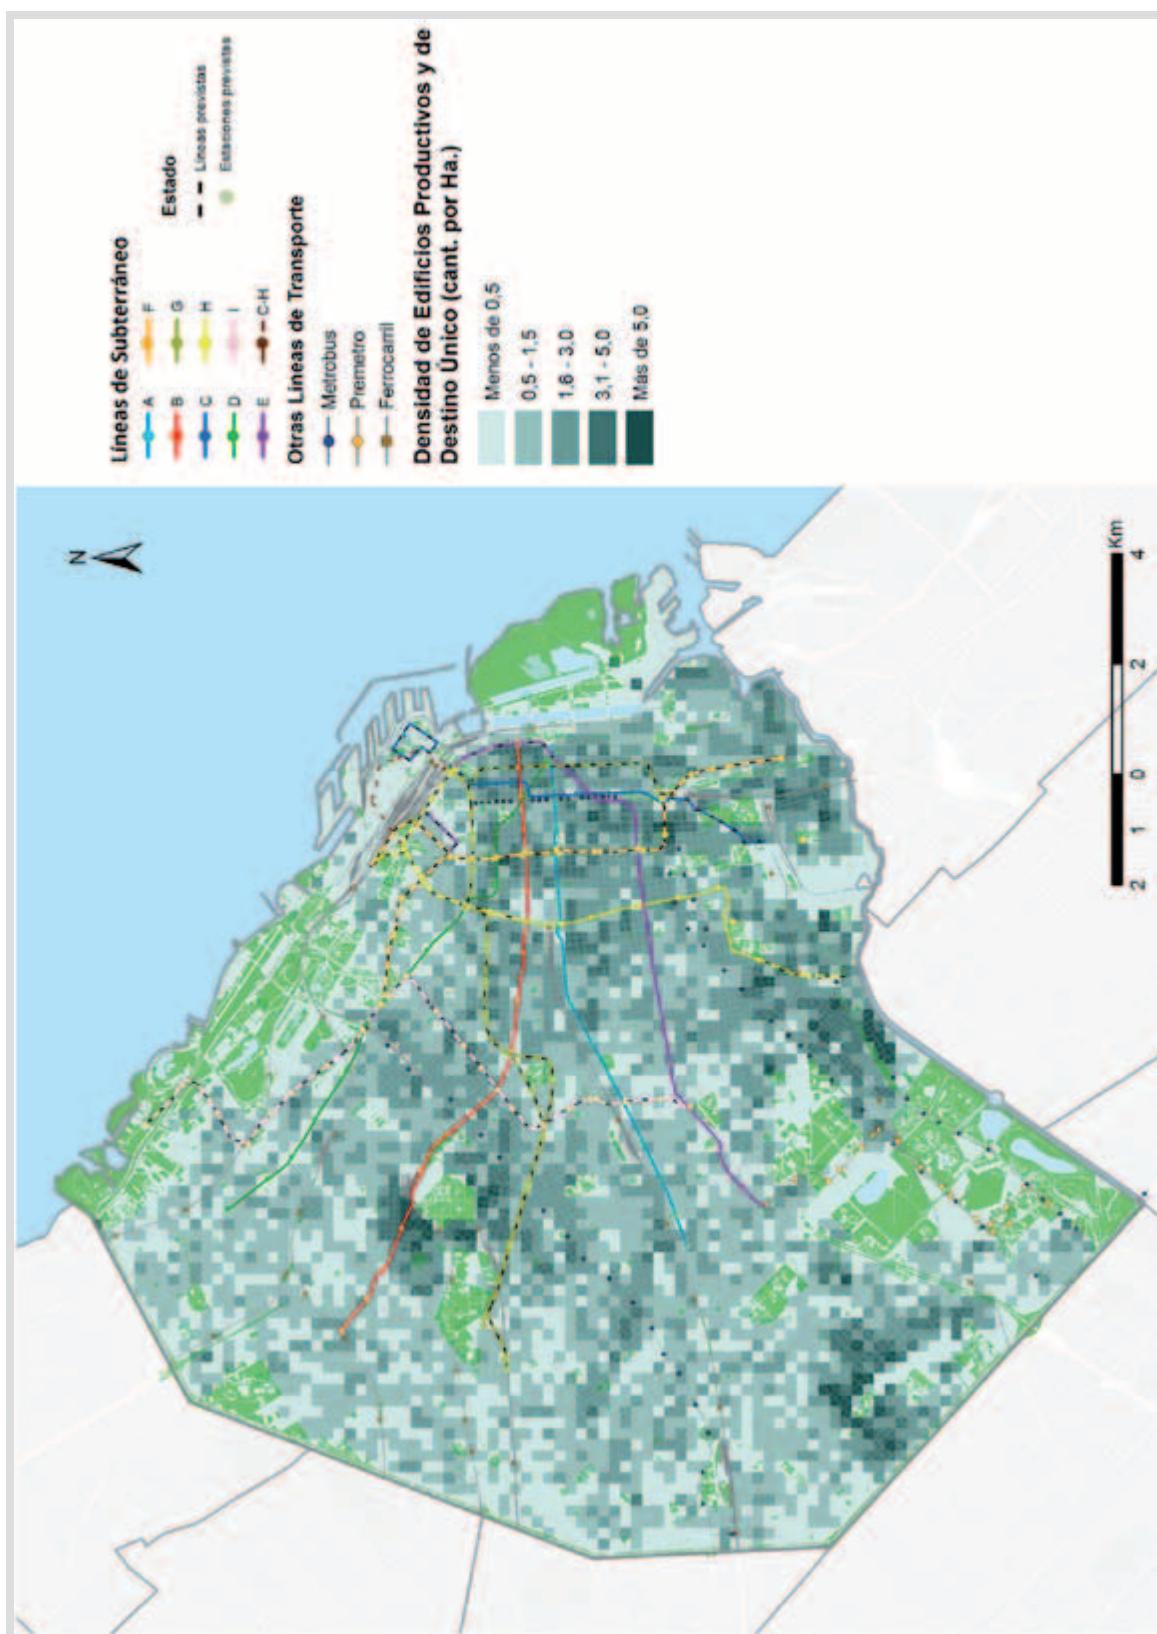 Líneas de Subterráneo
A
B
C
D
E
F
G
H
I
C-H
Estado
Líneas previstas
Estaciones previstas
Otras Líneas de Transporte
Metrobus
Premetro
Ferrocarril
Densidad de Edificios Productivos y de
Destino Único (cant. por Ha.)
Menos de 0,5
0,5 - 1,5
1,6 - 3,0
3,1 - 5,0
Más de 5,0
N
2 1 0 2 4
Km